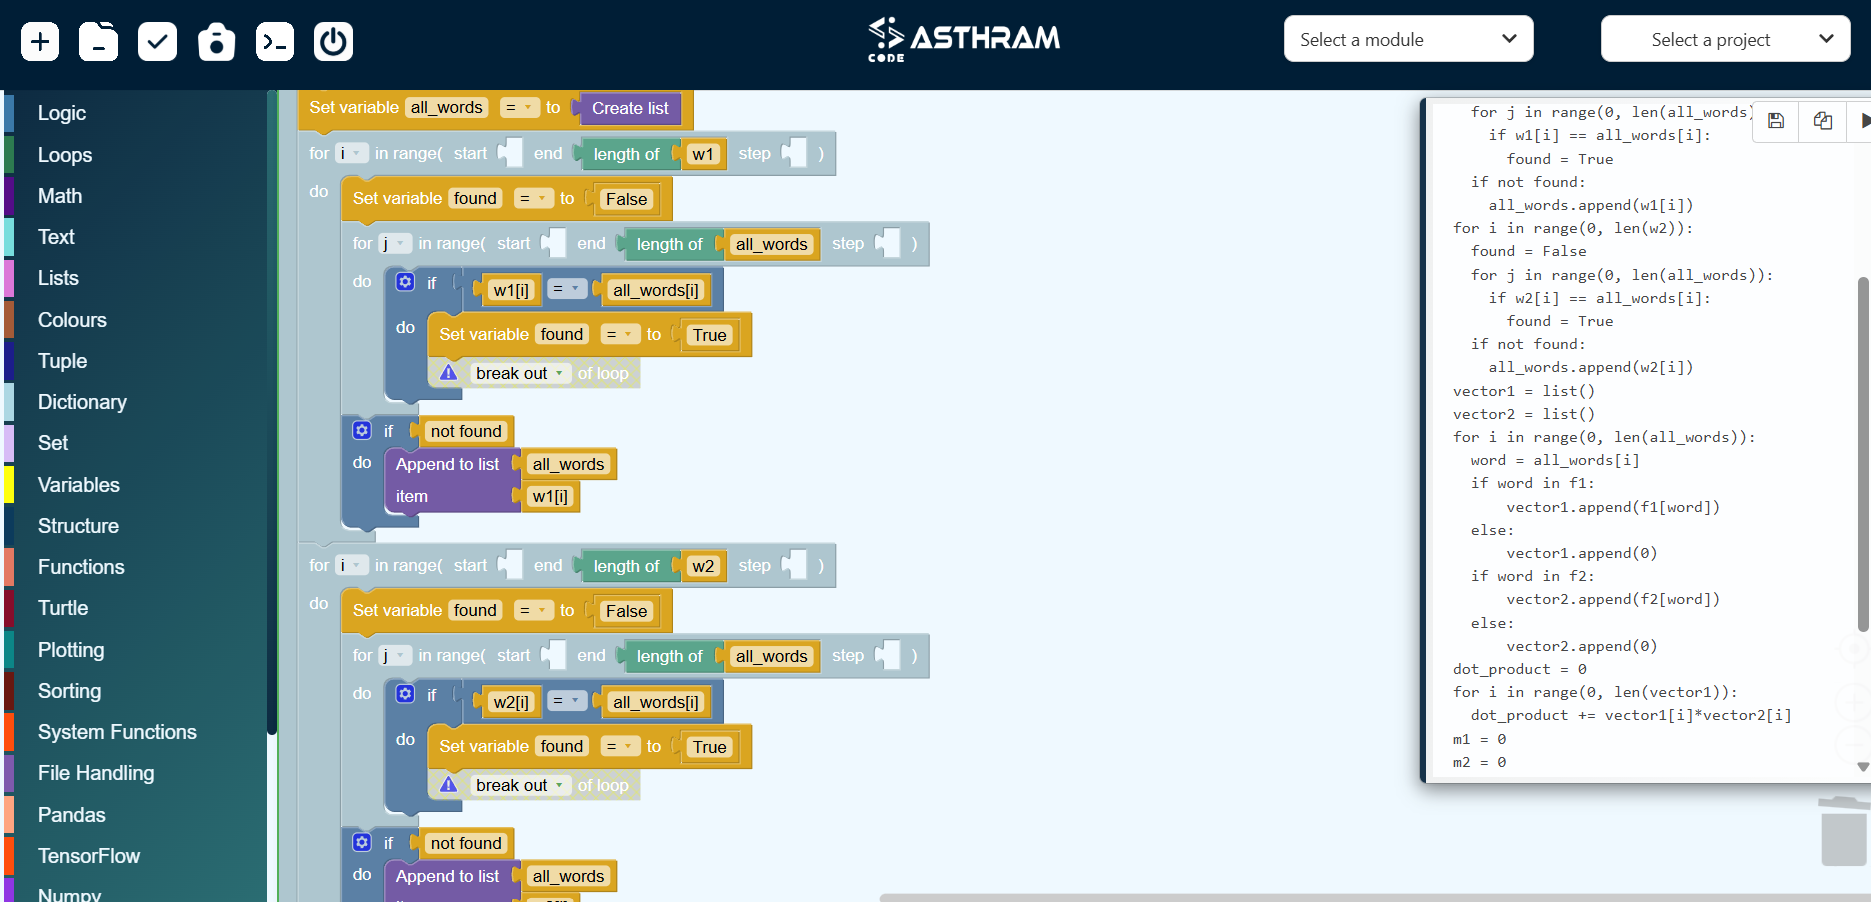 ASTHRAM
CODE
Select a module
Select a project
Logic
Loops
Math
Text
Lists
Colours
Tuple
Dictionary
Set
Variables
Structure
Functions
Turtle
Plotting
Sorting
System Functions
File Handling
Pandas
TensorFlow
Numpy
Set variable all_words = to Create list
for i in range( start end length of w1 step )
do
Set variable found = to False
for j in range( start end length of all_words step )
do
if w1[i] = all_words[i]
do
Set variable found = to True
break out of loop
if not found
do
Append to list all_words
item w1[i]
for i in range( start end length of w2 step )
do
Set variable found = to False
for j in range( start end length of all_words step )
do
if w2[i] = all_words[i]
do
Set variable found = to True
break out of loop
if not found
do
Append to list all_words
for j in range(0, len(all_words)
if w1[i] == all_words[i]:
found = True
if not found:
all_words.append(w1[i])
for i in range(0, len(w2)):
found = False
for j in range(0, len(all_words)):
if w2[i] == all_words[i]:
found = True
if not found:
all_words.append(w2[i])
vector1 = list()
vector2 = list()
for i in range(0, len(all_words)):
word = all_words[i]
if word in f1:
vector1.append(f1[word])
else:
vector1.append(0)
if word in f2:
vector2.append(f2[word])
else:
vector2.append(0)
dot_product = 0
for i in range(0, len(vector1)):
dot_product += vector1[i]*vector2[i]
m1 = 0
m2 = 0